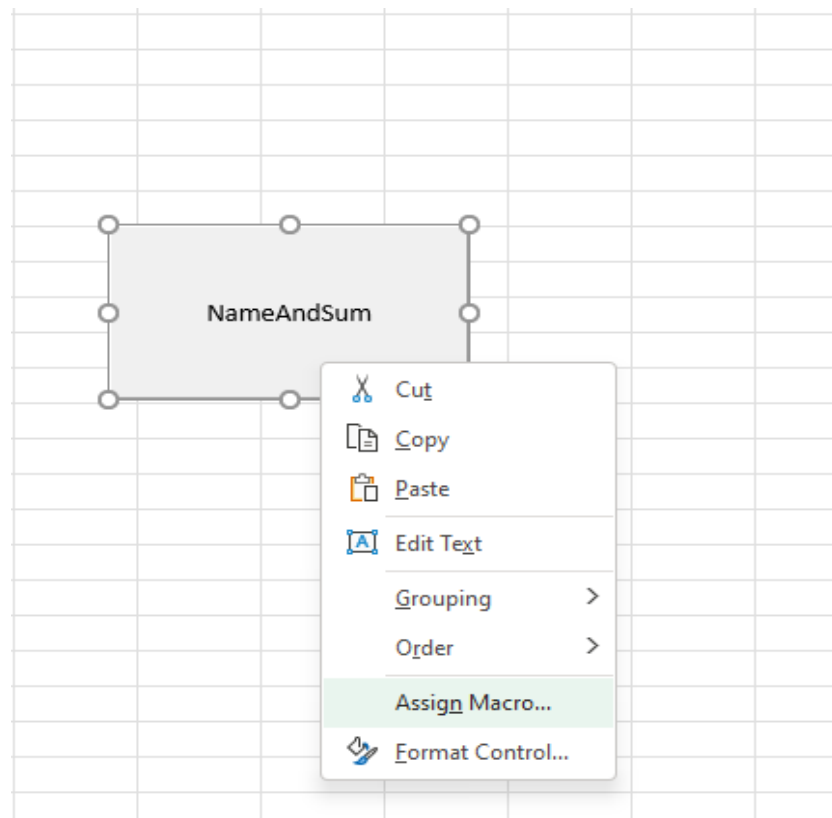 NameAndSum
Cut
Copy
Paste
Edit Text
Grouping
Order
Assign Macro...
Format Control...